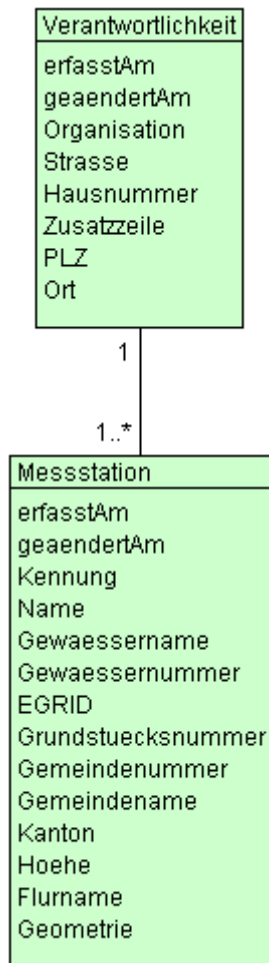 Verantwortlichkeit
erfasstAm
geaendertAm
Organisation
Strasse
Hausnummer
Zusatzzeile
PLZ
Ort
1
1..*
Messstation
erfasstAm
geaendertAm
Kennung
Name
Gewaessername
Gewaessernummer
EGRID
Grundstuecksnummer
Gemeindenummer
Gemeindename
Kanton
Hoehe
Flurname
Geometrie